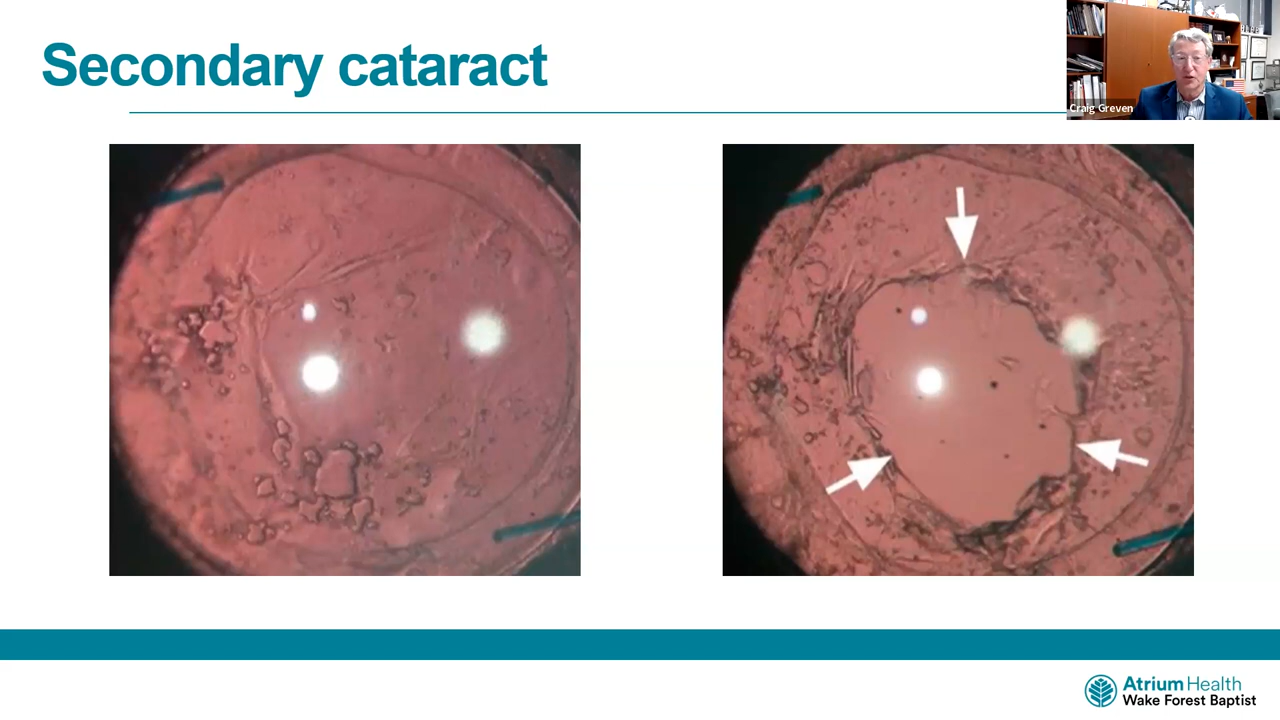 Secondary cataract
Craig Greven
Atrium Health
Wake Forest Baptist